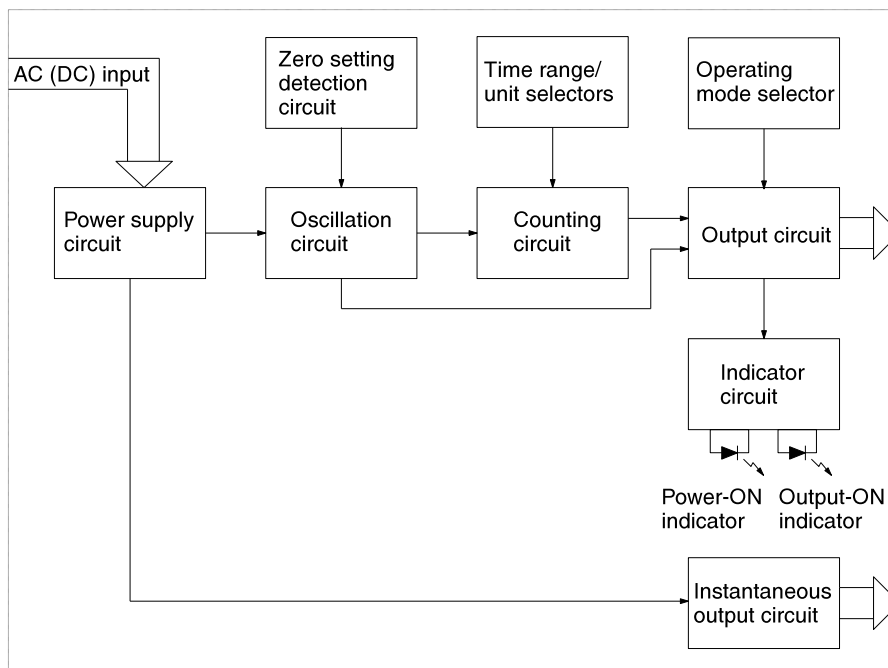 AC (DC) input
Zero setting
detection
circuit
Time range/
unit selectors
Operating
mode selector
Power supply
circuit
Oscillation
circuit
Counting
circuit
Output circuit
Indicator
circuit
Power-ON
indicator
Output-ON
indicator
Instantaneous
output circuit